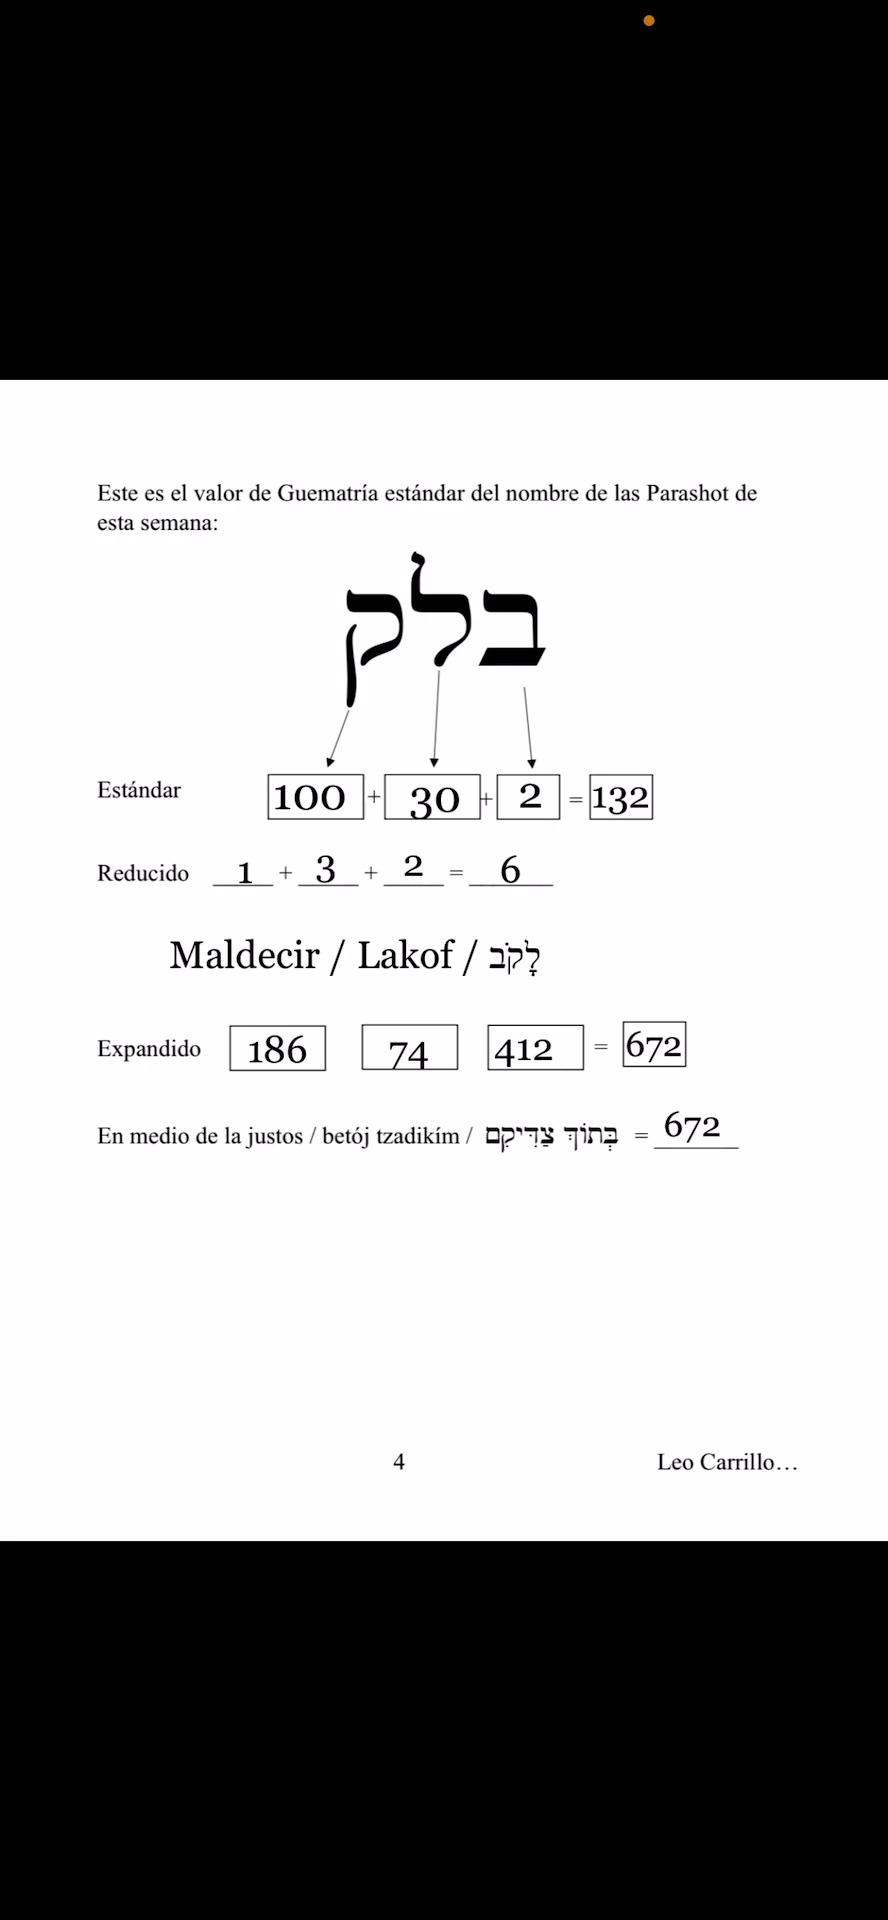 Este es el valor de Guematría estándar del nombre de las Parashot de
esta semana:
בלק
Estándar 100 + 30 + 2 = 132
Reducido 1 + 3 + 2 = 6
Maldecir / Lakof / לָקֹב
Expandido 186 74 412 = 672
En medio de la justos / betój tzadikím / בְּתוֹךְ צַדִּיקִם = 672
4 Leo Carrillo…